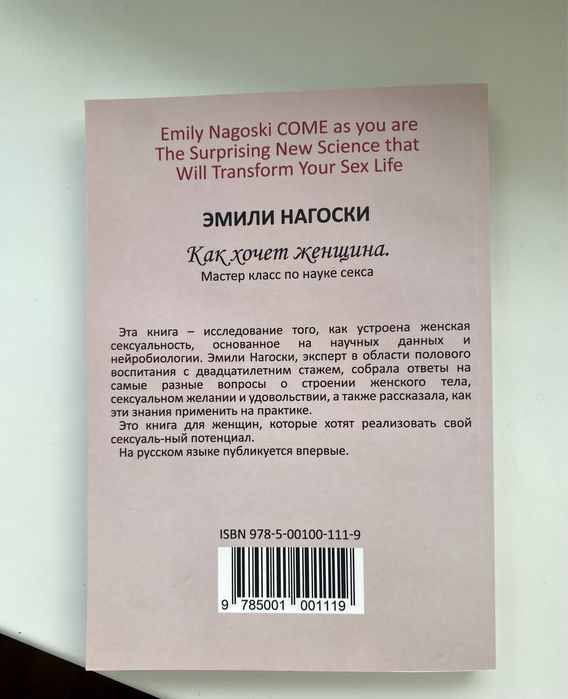 Emily Nagoski COME as you are
The Surprising New Science that
Will Transform Your Sex Life
ЭМИЛИ НАГОСКИ
Как хочет женщина.
Мастер класс по науке секса
Эта книга – исследование того, как устроена женская
сексуальность, основанное на научных данных и
нейробиологии. Эмили Нагоски, эксперт в области полового
воспитания с двадцатилетним стажем, собрала ответы на
самые разные вопросы о строении женского тела,
сексуальном желании и удовольствии, а также рассказала, как
эти знания применить на практике.
Это книга для женщин, которые хотят реализовать свой
сексуаль-ный потенциал.
На русском языке публикуется впервые.
ISBN 978-5-00100-111-9
9 785001 001119